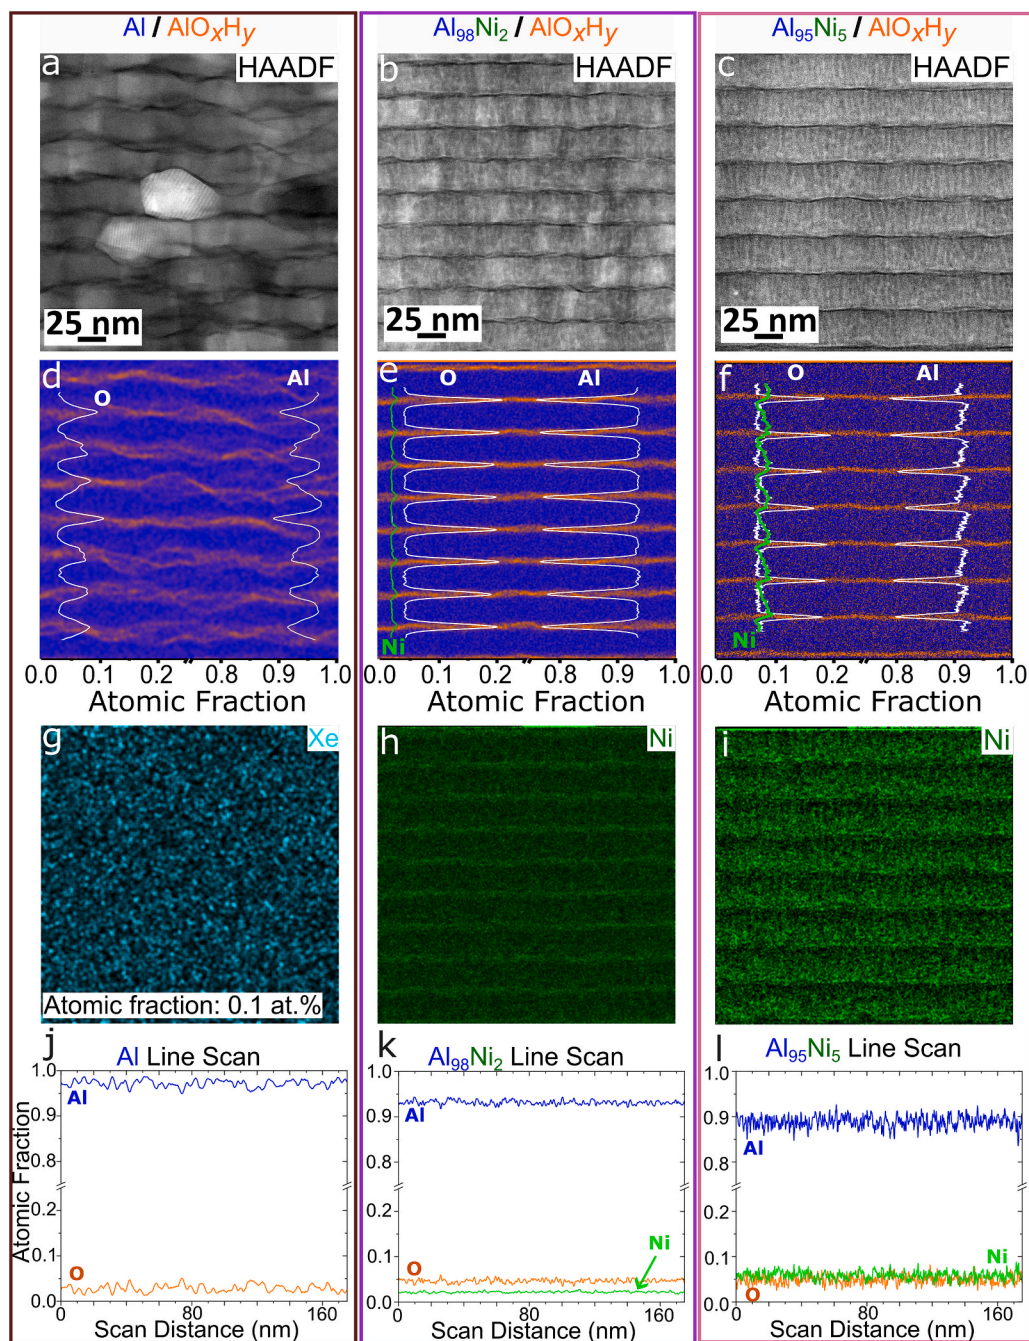 Al / AlOxHy
Al98Ni2 / AlOxHy
Al95Ni5 / AlOxHy
a
HAADF
25 nm
b
HAADF
25 nm
c
HAADF
25 nm
d
O
Al
0.0 0.1 0.2 0.8 0.9 1.0
Atomic Fraction
e
O
Al
Ni
0.0 0.1 0.2 0.8 0.9 1.0
Atomic Fraction
f
O
Al
Ni
0.0 0.1 0.2 0.8 0.9 1.0
Atomic Fraction
g
Xe
Atomic fraction: 0.1 at.%
h
Ni
i
Ni
j
Al Line Scan
Atomic Fraction
1.0
0.9
0.8
0.2
0.1
0.0
Al
O
0 80 160
Scan Distance (nm)
k
Al98Ni2 Line Scan
1.0
0.9
0.8
0.2
0.1
0.0
Al
O
Ni
0 80 160
Scan Distance (nm)
l
Al95Ni5 Line Scan
1.0
0.9
0.8
0.2
0.1
0.0
Al
Ni
O
0 80 160
Scan Distance (nm)